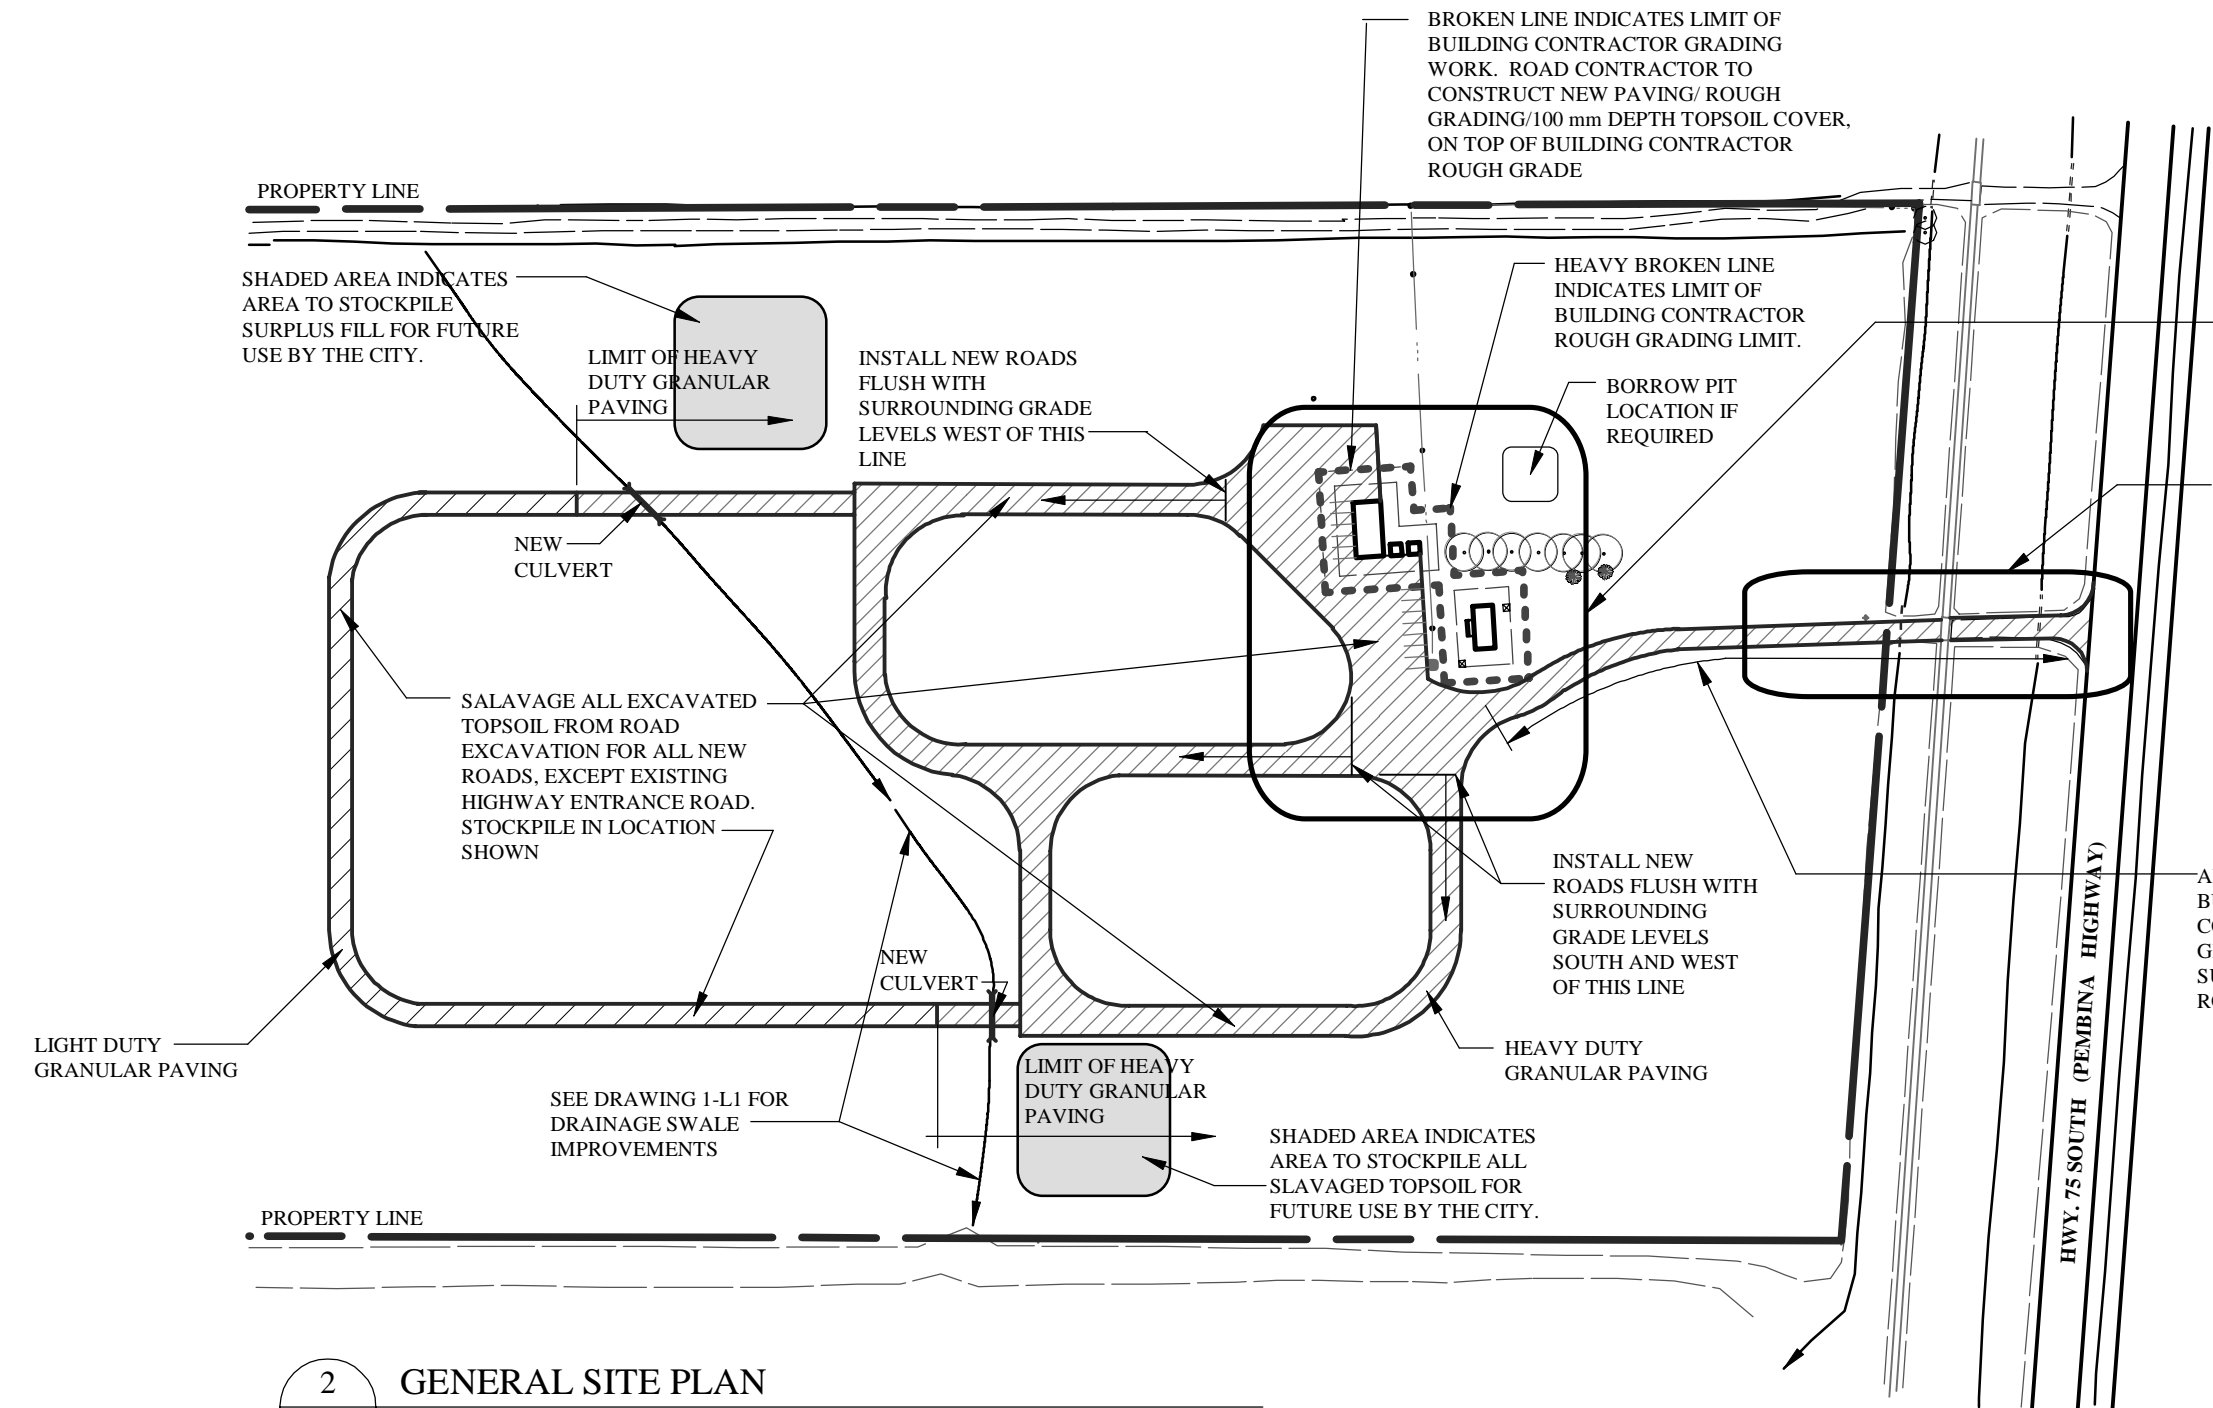 BROKEN LINE INDICATES LIMIT OF
BUILDING CONTRACTOR GRADING
WORK. ROAD CONTRACTOR TO
CONSTRUCT NEW PAVING/ ROUGH
GRADING/100 mm DEPTH TOPSOIL COVER,
ON TOP OF BUILDING CONTRACTOR
ROUGH GRADE
PROPERTY LINE
SHADED AREA INDICATES
AREA TO STOCKPILE
SURPLUS FILL FOR FUTURE
USE BY THE CITY.
LIMIT OF HEAVY
DUTY GRANULAR
PAVING
INSTALL NEW ROADS
FLUSH WITH
SURROUNDING GRADE
LEVELS WEST OF THIS
LINE
HEAVY BROKEN LINE
INDICATES LIMIT OF
BUILDING CONTRACTOR
ROUGH GRADING LIMIT.
BORROW PIT
LOCATION IF
REQUIRED
NEW
CULVERT
SALAVAGE ALL EXCAVATED
TOPSOIL FROM ROAD
EXCAVATION FOR ALL NEW
ROADS, EXCEPT EXISTING
HIGHWAY ENTRANCE ROAD.
STOCKPILE IN LOCATION
SHOWN
INSTALL NEW
ROADS FLUSH WITH
SURROUNDING
GRADE LEVELS
SOUTH AND WEST
OF THIS LINE
NEW
CULVERT
LIGHT DUTY
GRANULAR PAVING
HEAVY DUTY
GRANULAR PAVING
LIMIT OF HEAVY
DUTY GRANULAR
PAVING
SEE DRAWING 1-L1 FOR
DRAINAGE SWALE
IMPROVEMENTS
SHADED AREA INDICATES
AREA TO STOCKPILE ALL
SLAVAGED TOPSOIL FOR
FUTURE USE BY THE CITY.
PROPERTY LINE
HWY. 75 SOUTH (PEMBINA HIGHWAY)
2 GENERAL SITE PLAN